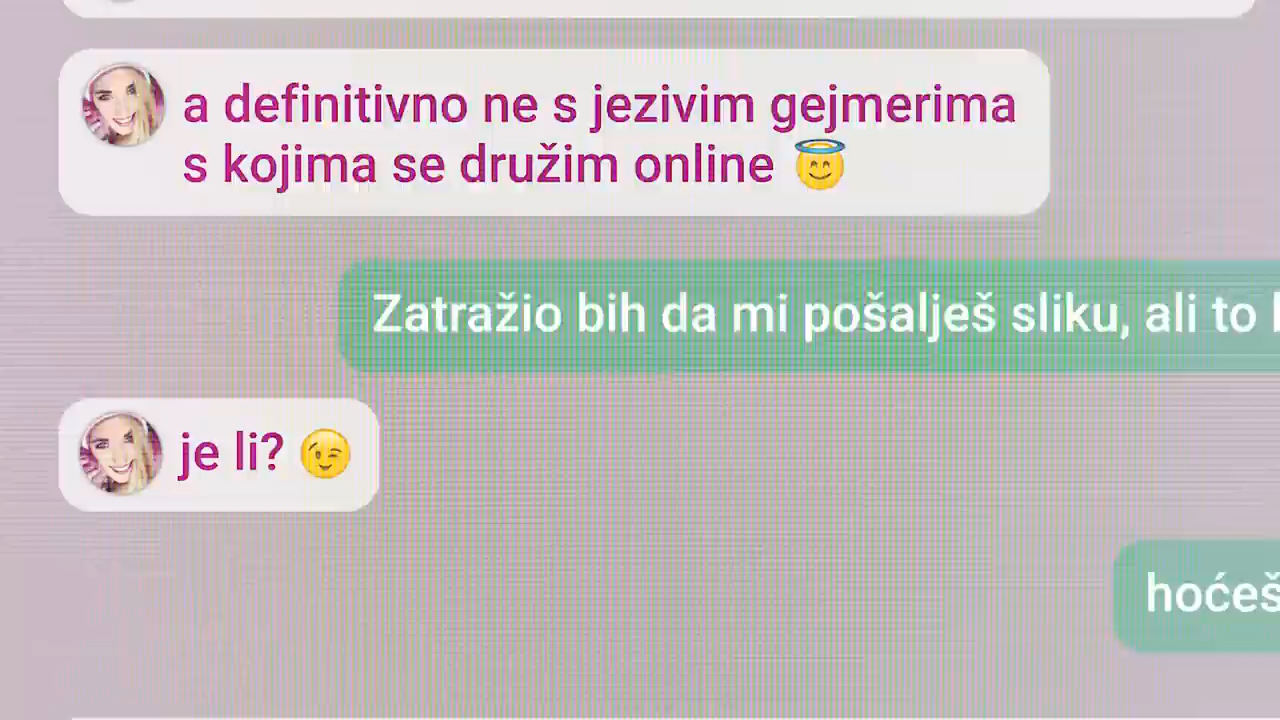 a definitivno ne s jezivim gejmerima
s kojima se družim online 😇
Zatražio bih da mi pošalješ sliku, ali to
je li? 😉
hoćeš